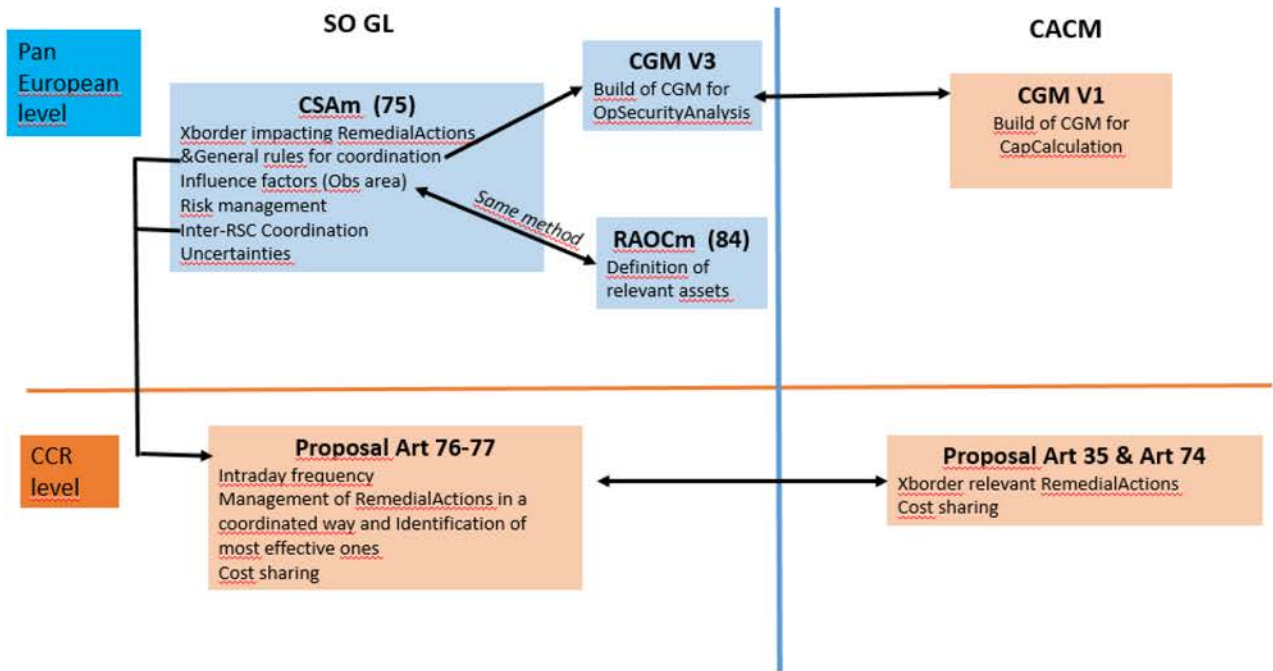 SO GL
CACM
Pan
European
level
CSAm (75)
Xborder impacting RemedialActions
&General rules for coordination
Influence factors (Obs area)
Risk management
Inter-RSC Coordination
Uncertainties
CGM V3
Build of CGM for
OpSecurityAnalysis
CGM V1
Build of CGM for
CapCalculation
Same method
RAOCm (84)
Definition of
relevant assets
CCR
level
Proposal Art 76-77
Intraday frequency
Management of RemedialActions in a
coordinated way and Identification of
most effective ones
Cost sharing
Proposal Art 35 & Art 74
Xborder relevant RemedialActions
Cost sharing